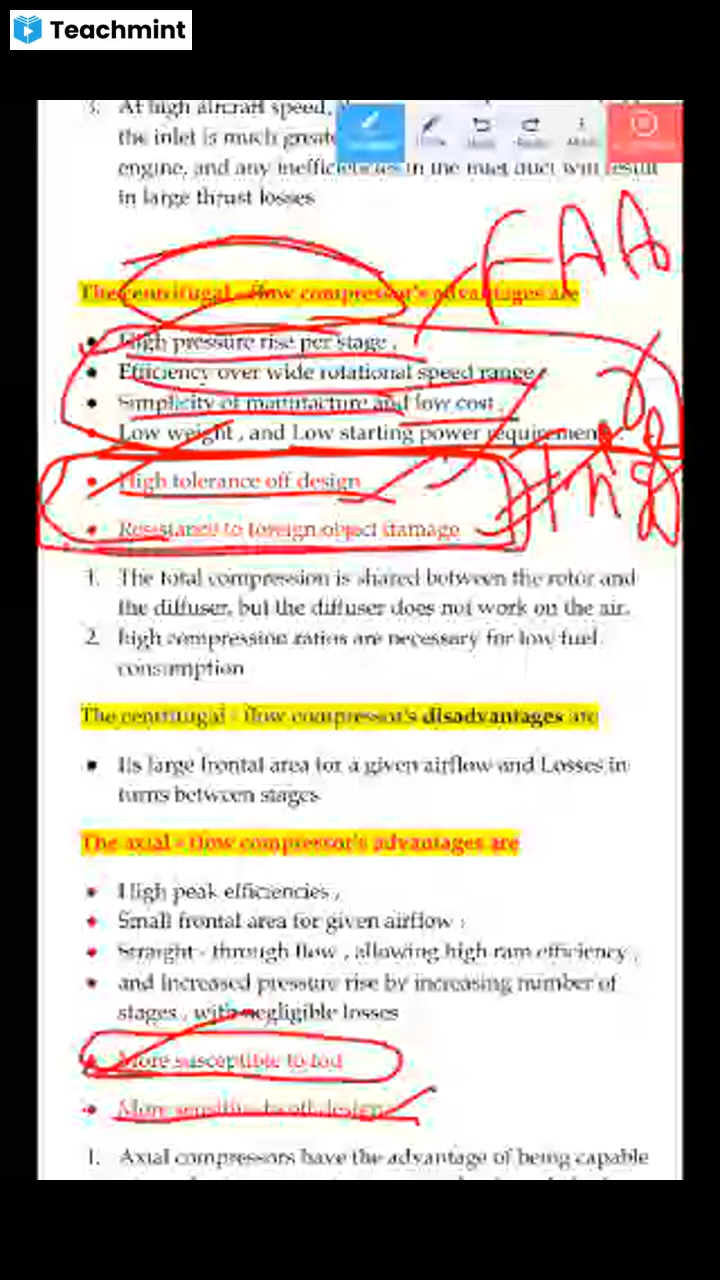 Teachmint
3. At high aircraft speed,
the inlet is much
engine, and any inefficiencies in the inlet duct will result
in large thrust losses
FAA
The centrifugal - flow compressor's advantages are
High pressure rise per stage ,
Efficiency over wide rotational speed range
Simplicity of manufacture and low cost ,
Low weight , and Low starting power requirements .
High tolerance off design
Resistance to foreign object damage
1. The total compression is shared between the rotor and
the diffuser, but the diffuser does not work on the air.
2. high compression ratios are necessary for low fuel
consumption
The centrifugal - flow compressor's disadvantages are
Its large frontal area for a given airflow and Losses in
turns between stages
The axial - flow compressor's advantages are
High peak efficiencies ,
Small frontal area for given airflow ;
Straight - through flow , allowing high ram efficiency ,
and Increased pressure rise by increasing number of
stages , with negligible losses
More susceptible to fod
More sensitive to off design
1. Axial compressors have the advantage of being capable